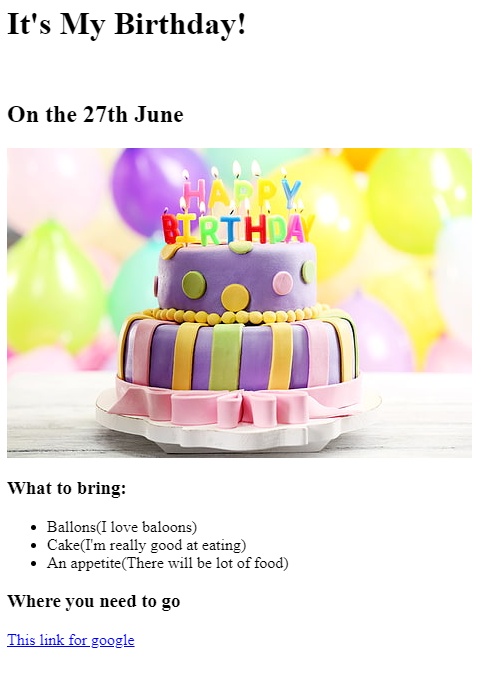 It's My Birthday!
On the 27th June
HAPPY
BIRTHDAY
What to bring:
Ballons(I love baloons)
Cake(I'm really good at eating)
An appetite(There will be lot of food)
Where you need to go
This link for google